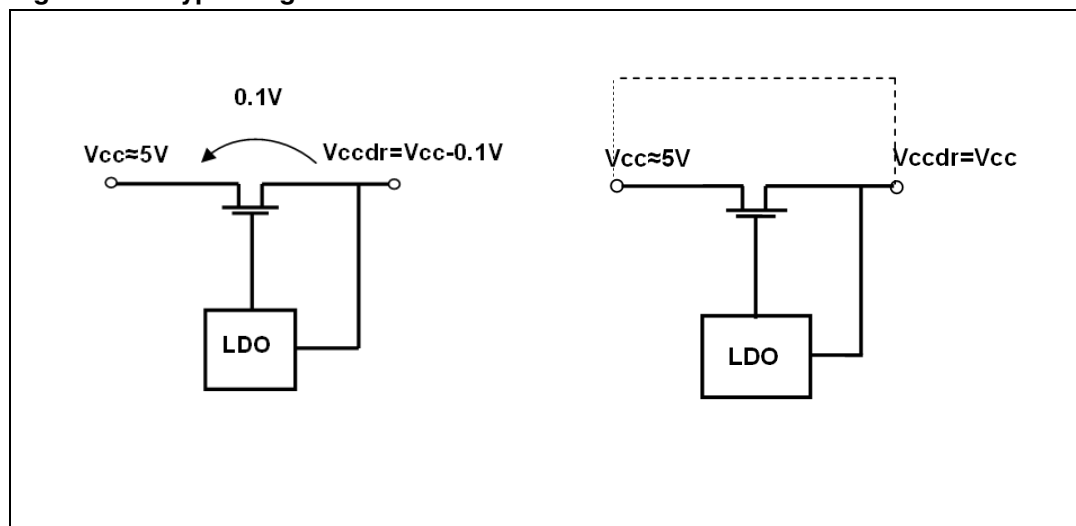 0.1V
Vcc≈5V
Vccdr=Vcc-0.1V
LDO
Vcc≈5V
Vccdr=Vcc
LDO